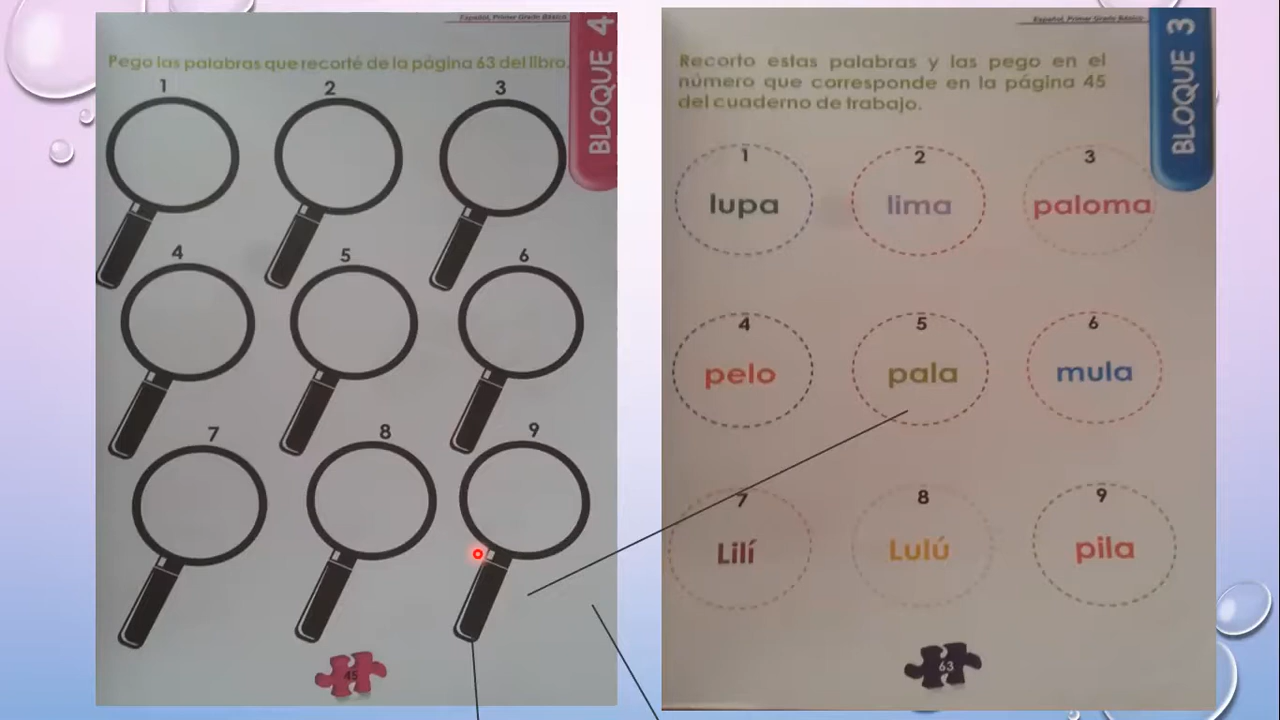 Español, Primer Grado Básico
BLOQUE 4
Pego las palabras que recorté de la página 63 del libro.
1
2
3
4
5
6
7
8
9
45
Español, Primer Grado Básico
BLOQUE 3
Recorto estas palabras y las pego en el
número que corresponde en la página 45
del cuaderno de trabajo.
1
2
3
lupa
lima
paloma
4
5
6
pelo
pala
mula
7
8
9
Lilí
Lulú
pila
63